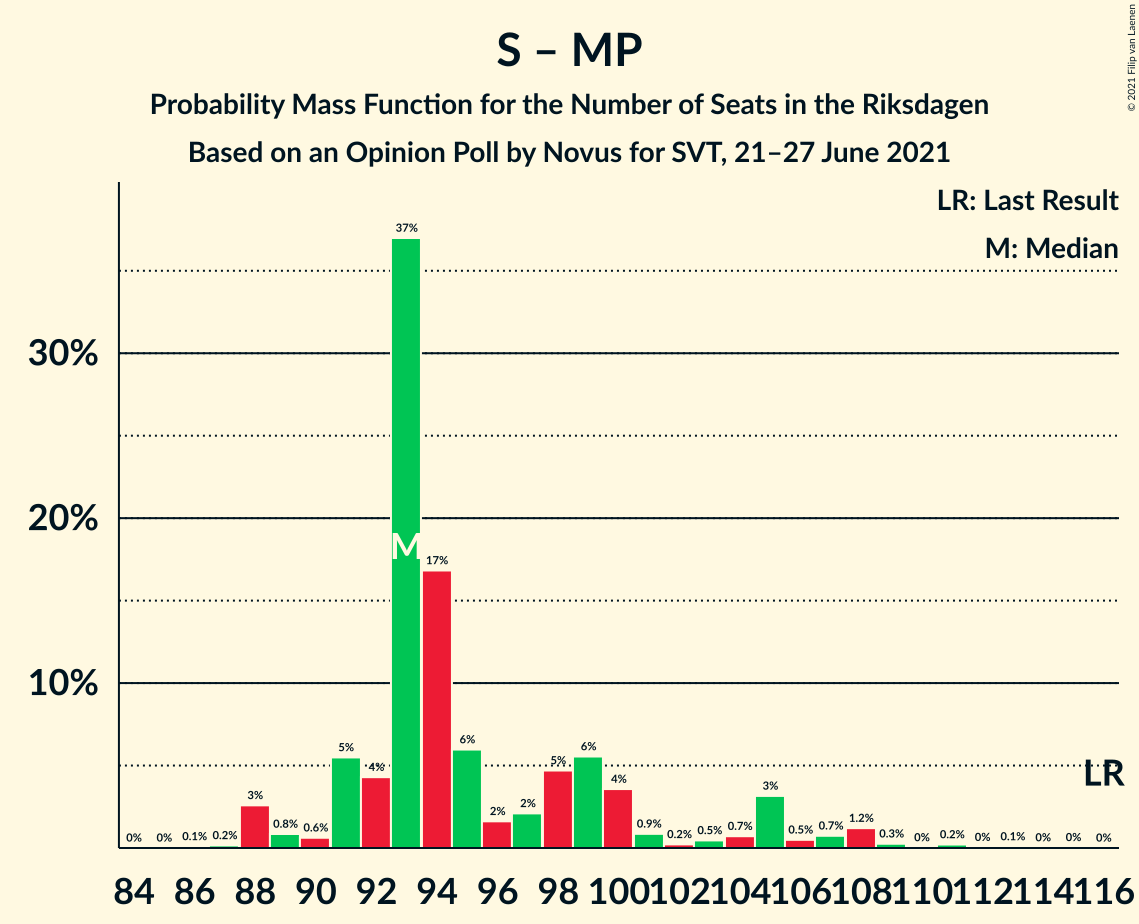 S – MP
Probability Mass Function for the Number of Seats in the Riksdagen
Based on an Opinion Poll by Novus for SVT, 21–27 June 2021
© 2021 Filip van Laenen
LR: Last Result
M: Median
30%
20%
10%
0% 0% 0.1% 0.2% 3% 0.8% 0.6% 5% 4% 37% 17% 6% 2% 2% 5% 6% 4% 0.9% 0.2% 0.5% 0.7% 3% 0.5% 0.7% 1.2% 0.3% 0% 0.2% 0% 0.1% 0% 0% 0%
M
LR
84 86 88 90 92 94 96 98 100 102 104 106 108 110 112 114 116